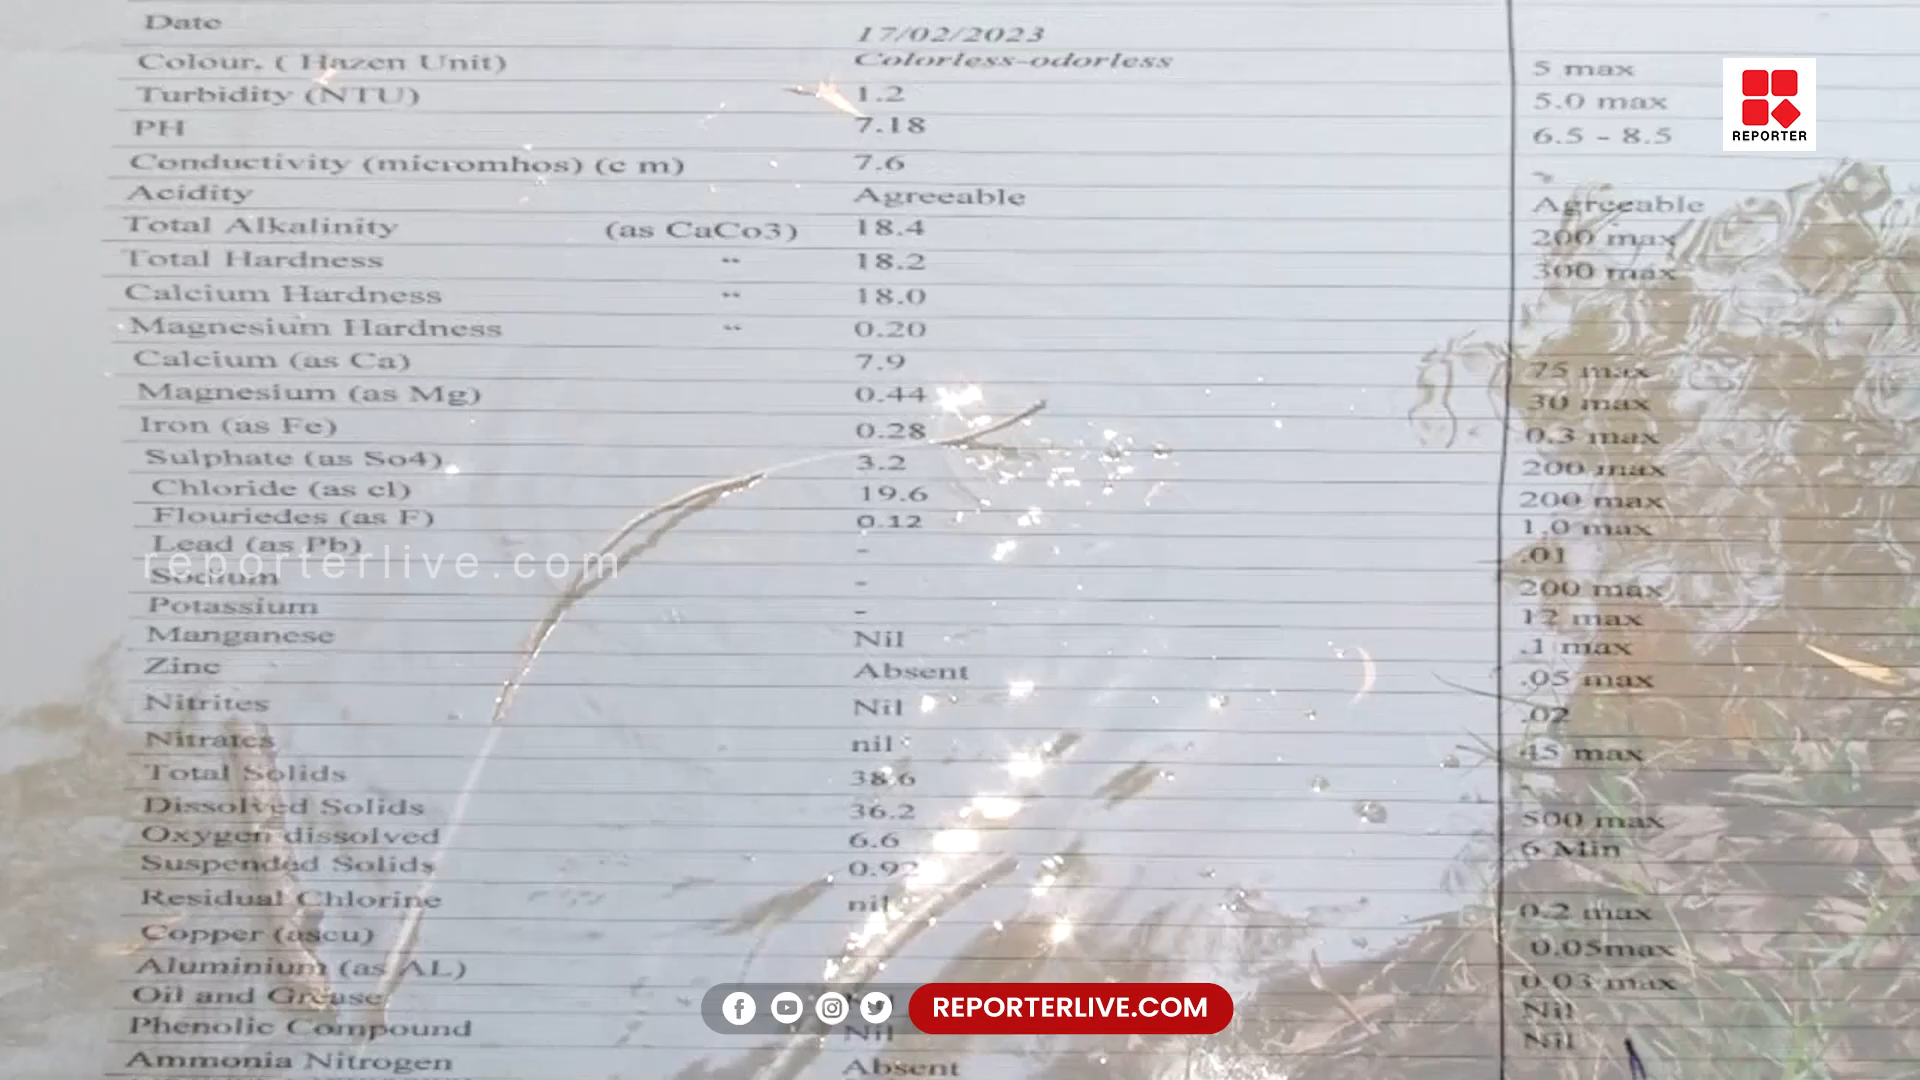 Date 17/02/2023
Colour. ( Hazen Unit) Colorless-odorless 5 max
Turbidity (NTU) 1.2 5.0 max
PH 7.18 6.5 - 8.5
Conductivity (micromhos) (c m) 7.6 -
Acidity Agreeable Agreeable
Total Alkalinity (as CaCo3) 18.4 200 max
Total Hardness “ 18.2 300 max
Calcium Hardness “ 18.0
Magnesium Hardness “ 0.20
Calcium (as Ca) 7.9 75 max
Magnesium (as Mg) 0.44 30 max
Iron (as Fe) 0.28 0.3 max
Sulphate (as So4) 3.2 200 max
Chloride (as cl) 19.6 200 max
Flouriedes (as F) 0.12 1.0 max
Lead (as Pb) - .01
Sodium - 200 max
Potassium - 12 max
Manganese Nil .1 max
Zinc Absent .05 max
Nitrites Nil .02
Nitrates nil 45 max
Total Solids 38.6 -
Dissolved Solids 36.2 500 max
Oxygen dissolved 6.6 6 Min
Suspended Solids 0.92
Residual Chlorine nil 0.2 max
Copper (ascu) 0.05max
Aluminium (as AL) 0.03 max
Oil and Grease Nil
Phenolic Compound Nil Nil
Ammonia Nitrogen Absent
REPORTER
reporterlive.com
REPORTERLIVE.COM